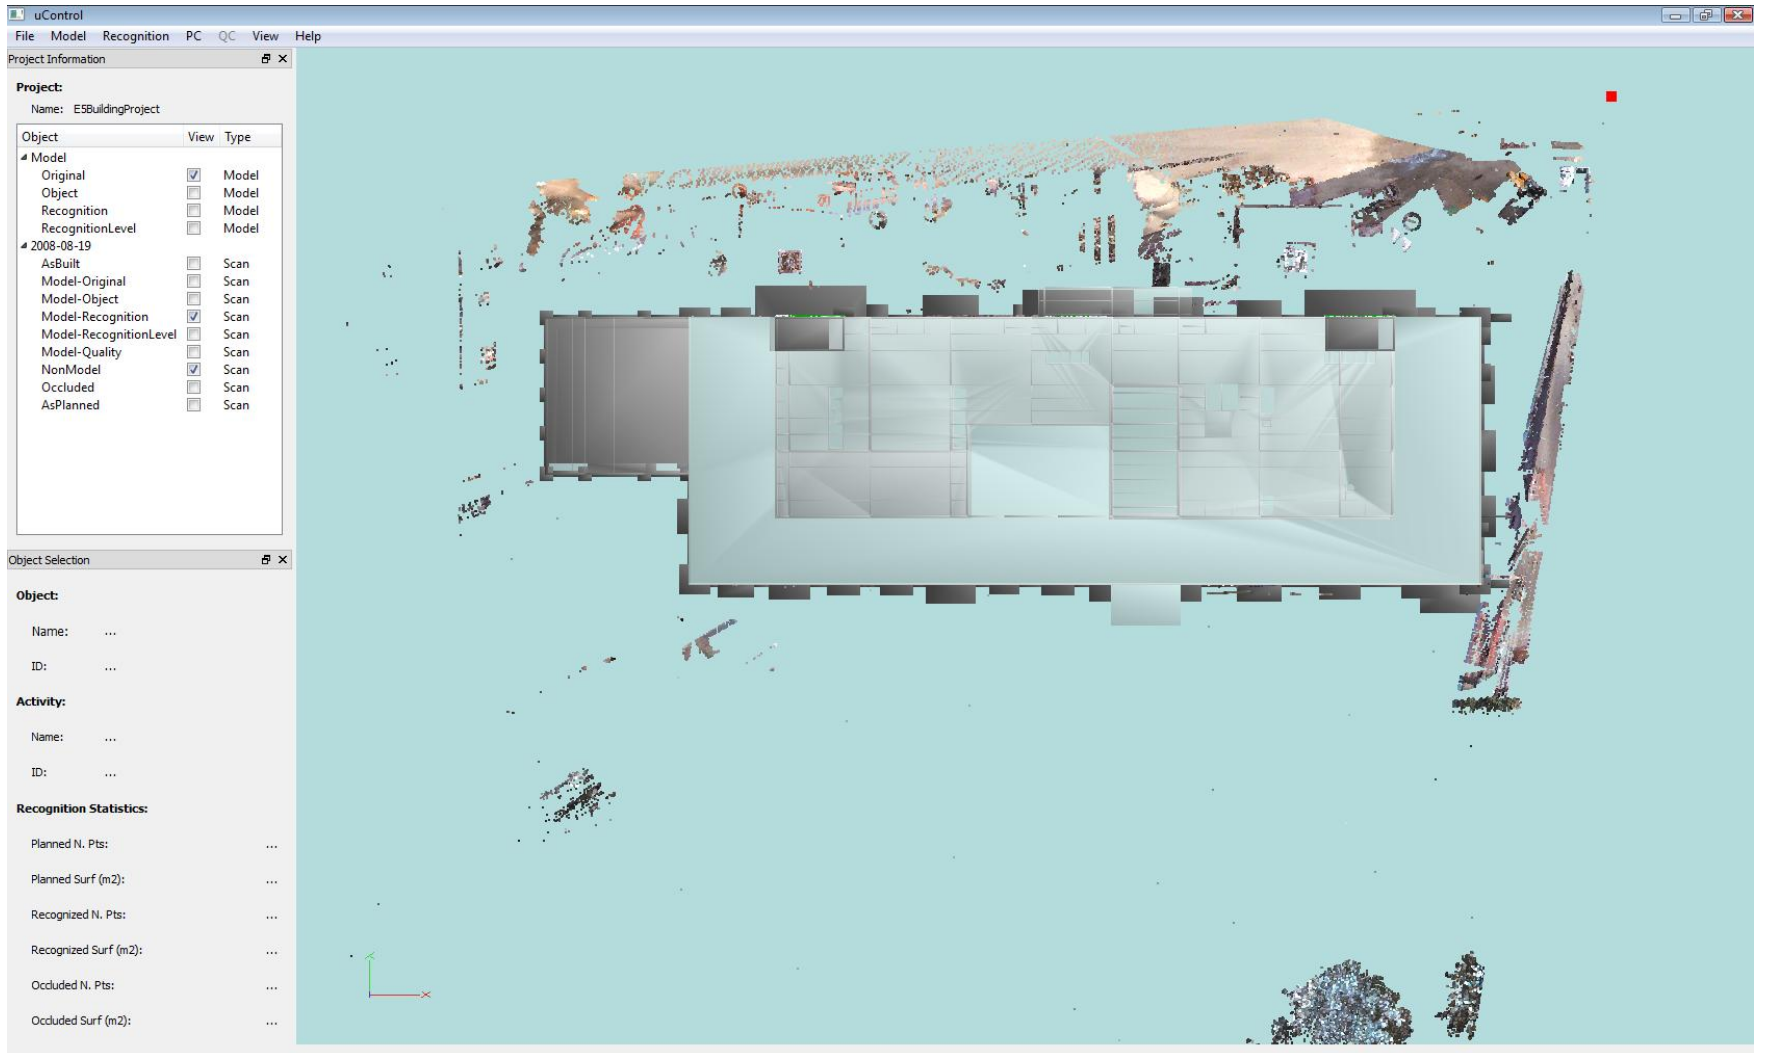 uControl
File Model Recognition PC QC View Help
Project Information
Project:
Name: E5BuildingProject
Object View Type
Model
Original Model
Object Model
Recognition Model
RecognitionLevel Model
2008-08-19
AsBuilt Scan
Model-Original Scan
Model-Object Scan
Model-Recognition Scan
Model-RecognitionLevel Scan
Model-Quality Scan
NonModel Scan
Occluded Scan
AsPlanned Scan
Object Selection
Object:
Name: ...
ID: ...
Activity:
Name: ...
ID: ...
Recognition Statistics:
Planned N. Pts: ...
Planned Surf (m2): ...
Recognized N. Pts: ...
Recognized Surf (m2): ...
Occluded N. Pts: ...
Occluded Surf (m2): ...